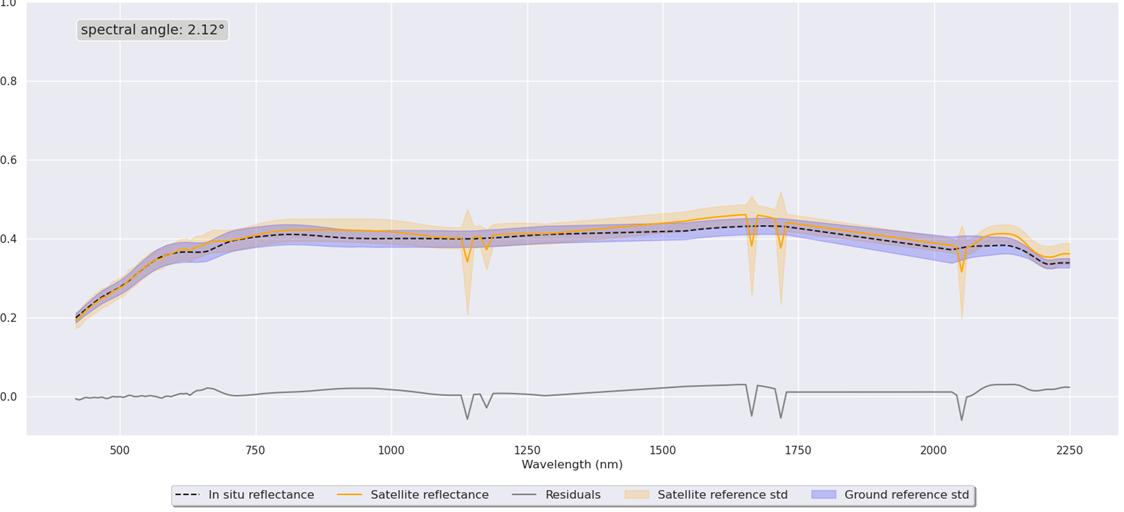 1.0
spectral angle: 2.12°
0.8
0.6
0.4
0.2
0.0
500 750 1000 1250 1500 1750 2000 2250
Wavelength (nm)
In situ reflectance Satellite reflectance Residuals Satellite reference std Ground reference std